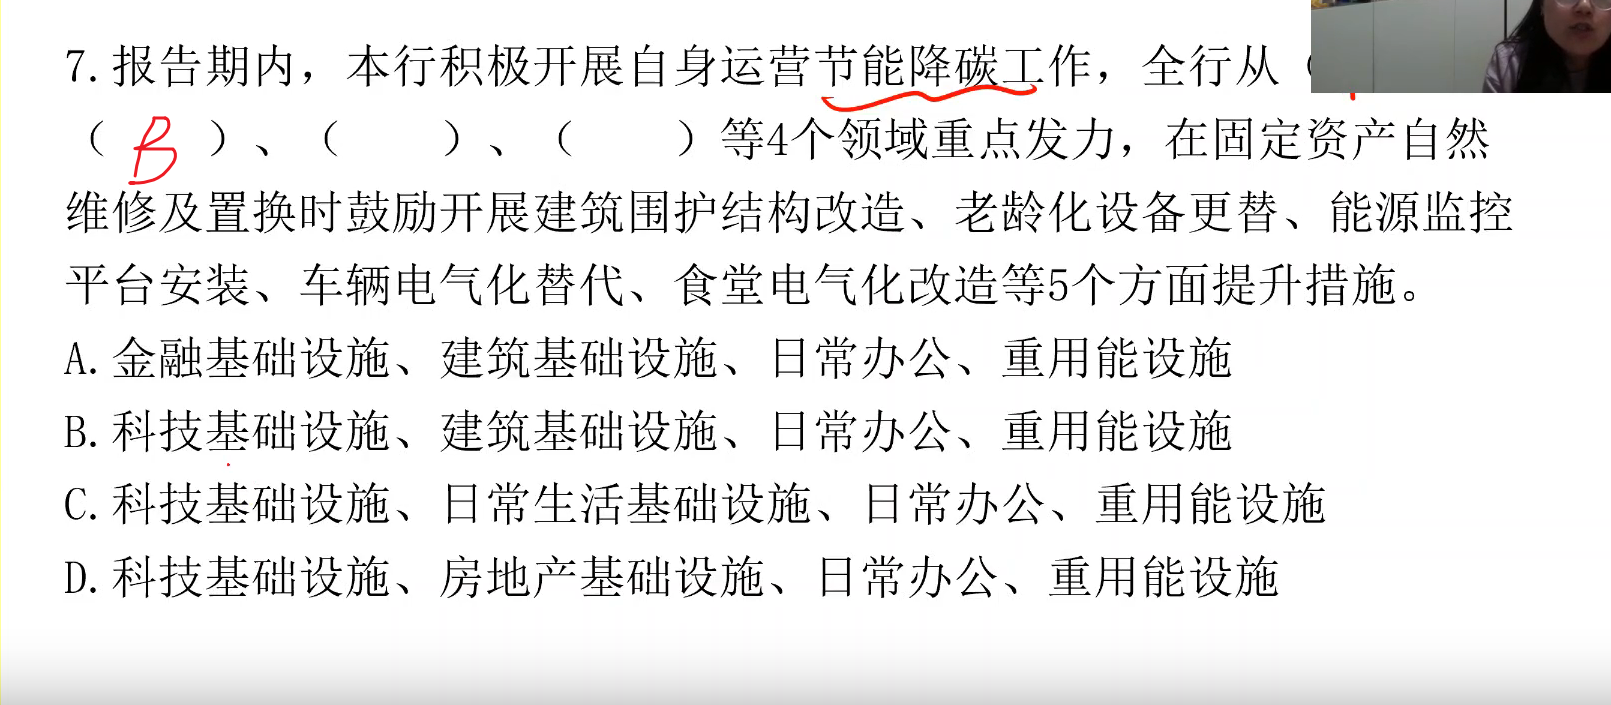 7.报告期内，本行积极开展自身运营节能降碳工作，全行从（
（ B ）、（ ）、（ ）等4个领域重点发力，在固定资产自然
维修及置换时鼓励开展建筑围护结构改造、老龄化设备更替、能源监控
平台安装、车辆电气化替代、食堂电气化改造等5个方面提升措施。
A.金融基础设施、建筑基础设施、日常办公、重用能设施
B.科技基础设施、建筑基础设施、日常办公、重用能设施
C.科技基础设施、日常生活基础设施、日常办公、重用能设施
D.科技基础设施、房地产基础设施、日常办公、重用能设施